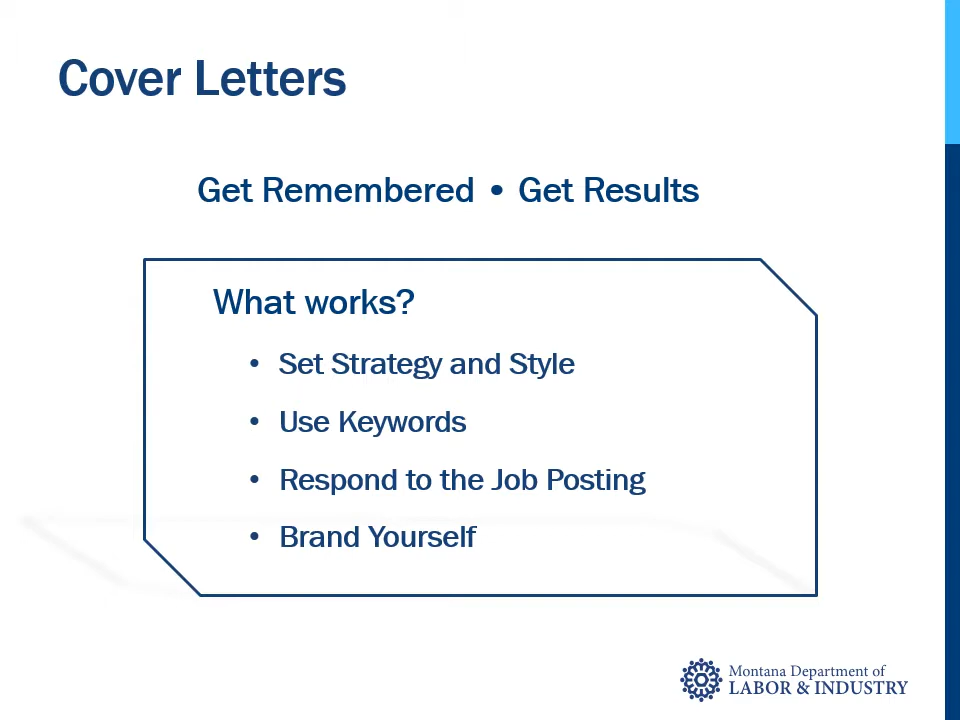 Cover Letters
Get Remembered • Get Results
What works?
• Set Strategy and Style
• Use Keywords
• Respond to the Job Posting
• Brand Yourself
Montana Department of
LABOR & INDUSTRY